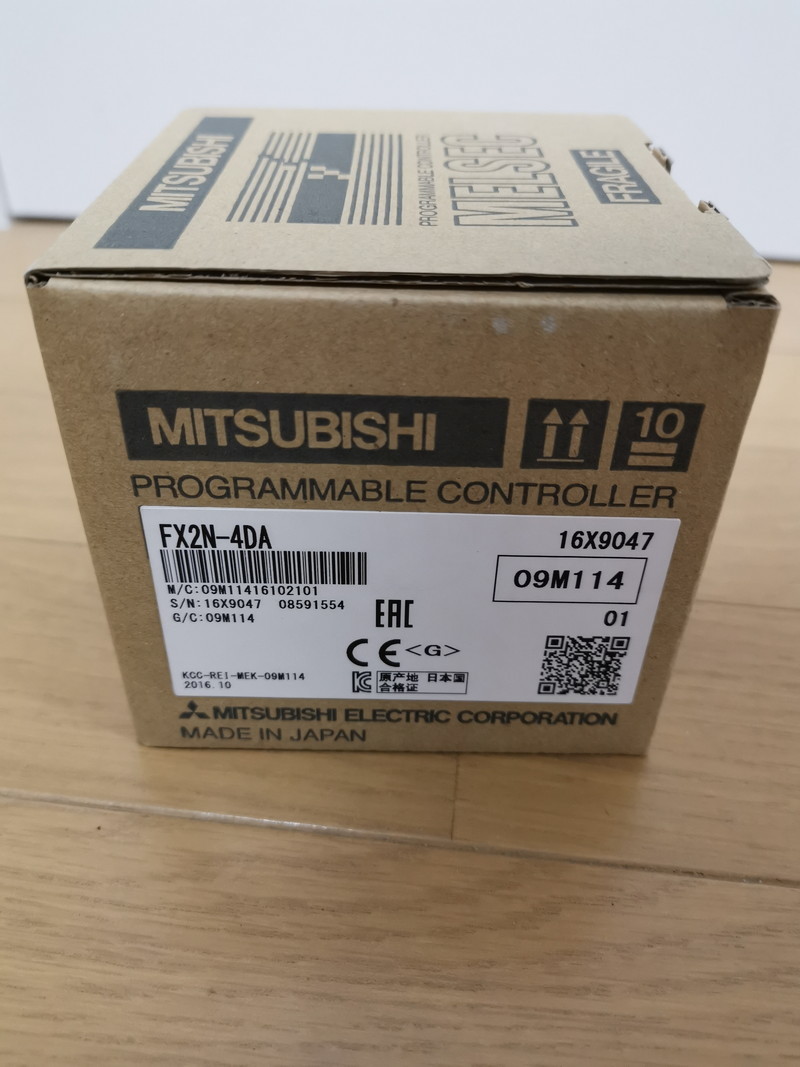 MITSUBISHI
PROGRAMMABLE CONTROLLER
MELSEC
FRAGILE
MITSUBISHI
10
PROGRAMMABLE CONTROLLER
FX2N-4DA
16X9047
M/C:09M11416102101
09M114
S/N:16X9047 08591554
G/C:09M114
EAC
01
CE <G>
KCC-REI-MEK-09M114
原产地 日本国
2016.10
合格证
MITSUBISHI ELECTRIC CORPORATION
MADE IN JAPAN